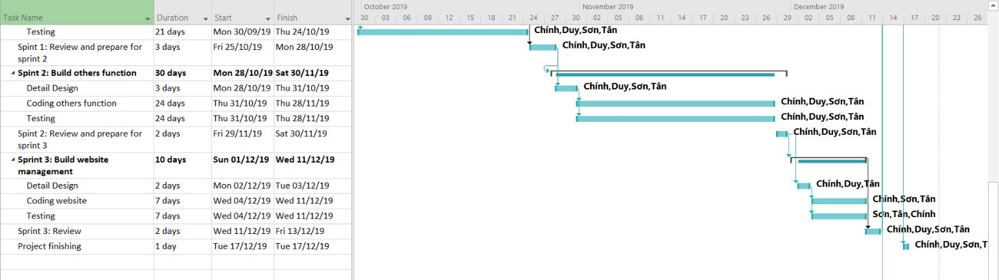 October 2019 November 2019 December 2019
Task Name Duration Start Finish 30 03 06 09 12 15 18 21 24 27 30 02 05 08 11 14 17 20 23 26 29 02 05 08 11 14 17 20 23 26
Testing 21 days Mon 30/09/19 Thu 24/10/19 Chính,Duy,Sơn,Tân
Spint 1: Review and prepare for 3 days Fri 25/10/19 Mon 28/10/19 Chính,Duy,Sơn,Tân
sprint 2
Spint 2: Build others function 30 days Mon 28/10/19 Sat 30/11/19
Detail Design 3 days Mon 28/10/19 Thu 31/10/19 Chính,Duy,Sơn,Tân
Coding others function 24 days Thu 31/10/19 Thu 28/11/19 Chính,Duy,Sơn,Tân
Testing 24 days Thu 31/10/19 Thu 28/11/19 Chính,Duy,Sơn,Tân
Spint 2: Review and prepare for 2 days Fri 29/11/19 Sat 30/11/19 Chính,Duy,Sơn,Tân
sprint 3
Sprint 3: Build website 10 days Sun 01/12/19 Wed 11/12/19
management
Detail Design 2 days Mon 02/12/19 Tue 03/12/19 Chính,Duy,Tân
Coding website 7 days Wed 04/12/19 Wed 11/12/19 Chính,Sơn,Tân
Testing 7 days Wed 04/12/19 Wed 11/12/19 Sơn,Tân,Chính
Sprint 3: Review 2 days Wed 11/12/19 Fri 13/12/19 Chính,Duy,Sơn,Tân
Project finishing 1 day Tue 17/12/19 Tue 17/12/19 Chính,Duy,Sơn,T